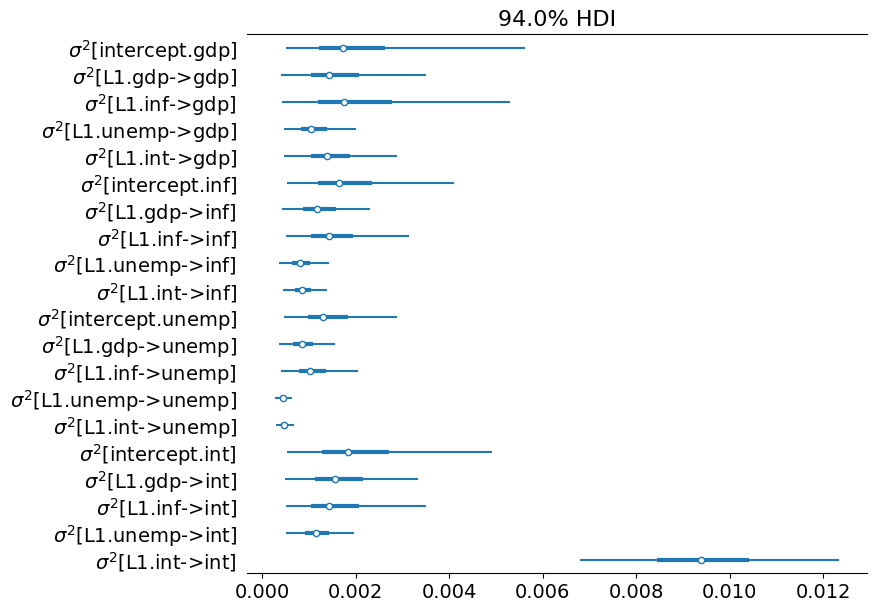 94.0% HDI
σ²[intercept.gdp]
σ²[L1.gdp->gdp]
σ²[L1.inf->gdp]
σ²[L1.unemp->gdp]
σ²[L1.int->gdp]
σ²[intercept.inf]
σ²[L1.gdp->inf]
σ²[L1.inf->inf]
σ²[L1.unemp->inf]
σ²[L1.int->inf]
σ²[intercept.unemp]
σ²[L1.gdp->unemp]
σ²[L1.inf->unemp]
σ²[L1.unemp->unemp]
σ²[L1.int->unemp]
σ²[intercept.int]
σ²[L1.gdp->int]
σ²[L1.inf->int]
σ²[L1.unemp->int]
σ²[L1.int->int]
0.000 0.002 0.004 0.006 0.008 0.010 0.012